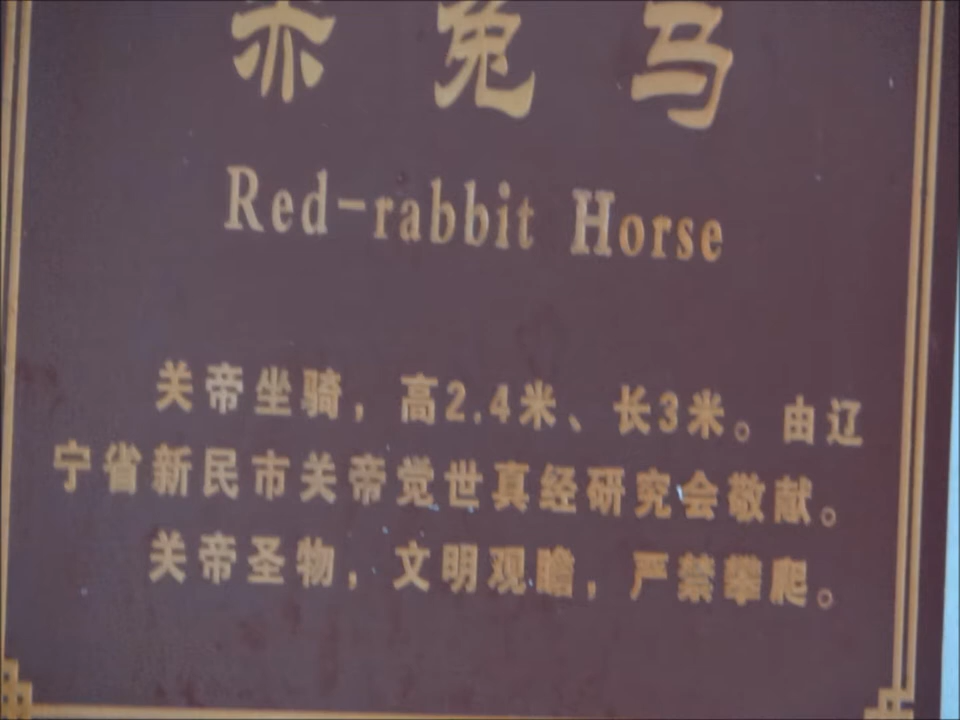 赤兔马
Red-rabbit Horse
关帝坐骑，高2.4米、长3米。由辽
宁省新民市关帝觉世真经研究会敬献。
关帝圣物，文明观瞻，严禁攀爬。